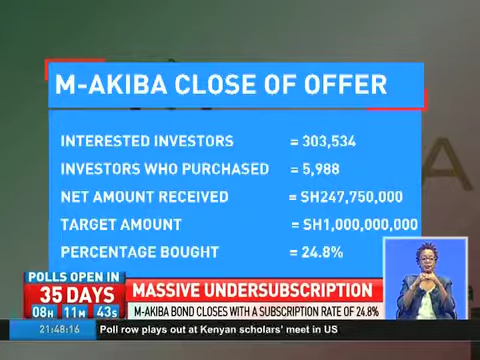 M-AKIBA CLOSE OF OFFER
INTERESTED INVESTORS = 303,534
INVESTORS WHO PURCHASED = 5,988
NET AMOUNT RECEIVED = SH247,750,000
TARGET AMOUNT = SH1,000,000,000
PERCENTAGE BOUGHT = 24.8%
POLLS OPEN IN
35 DAYS
08H 11M 43S
MASSIVE UNDERSUBSCRIPTION
M-AKIBA BOND CLOSES WITH A SUBSCRIPTION RATE OF 24.8%
21:48:16 Poll row plays out at Kenyan scholars' meet in US